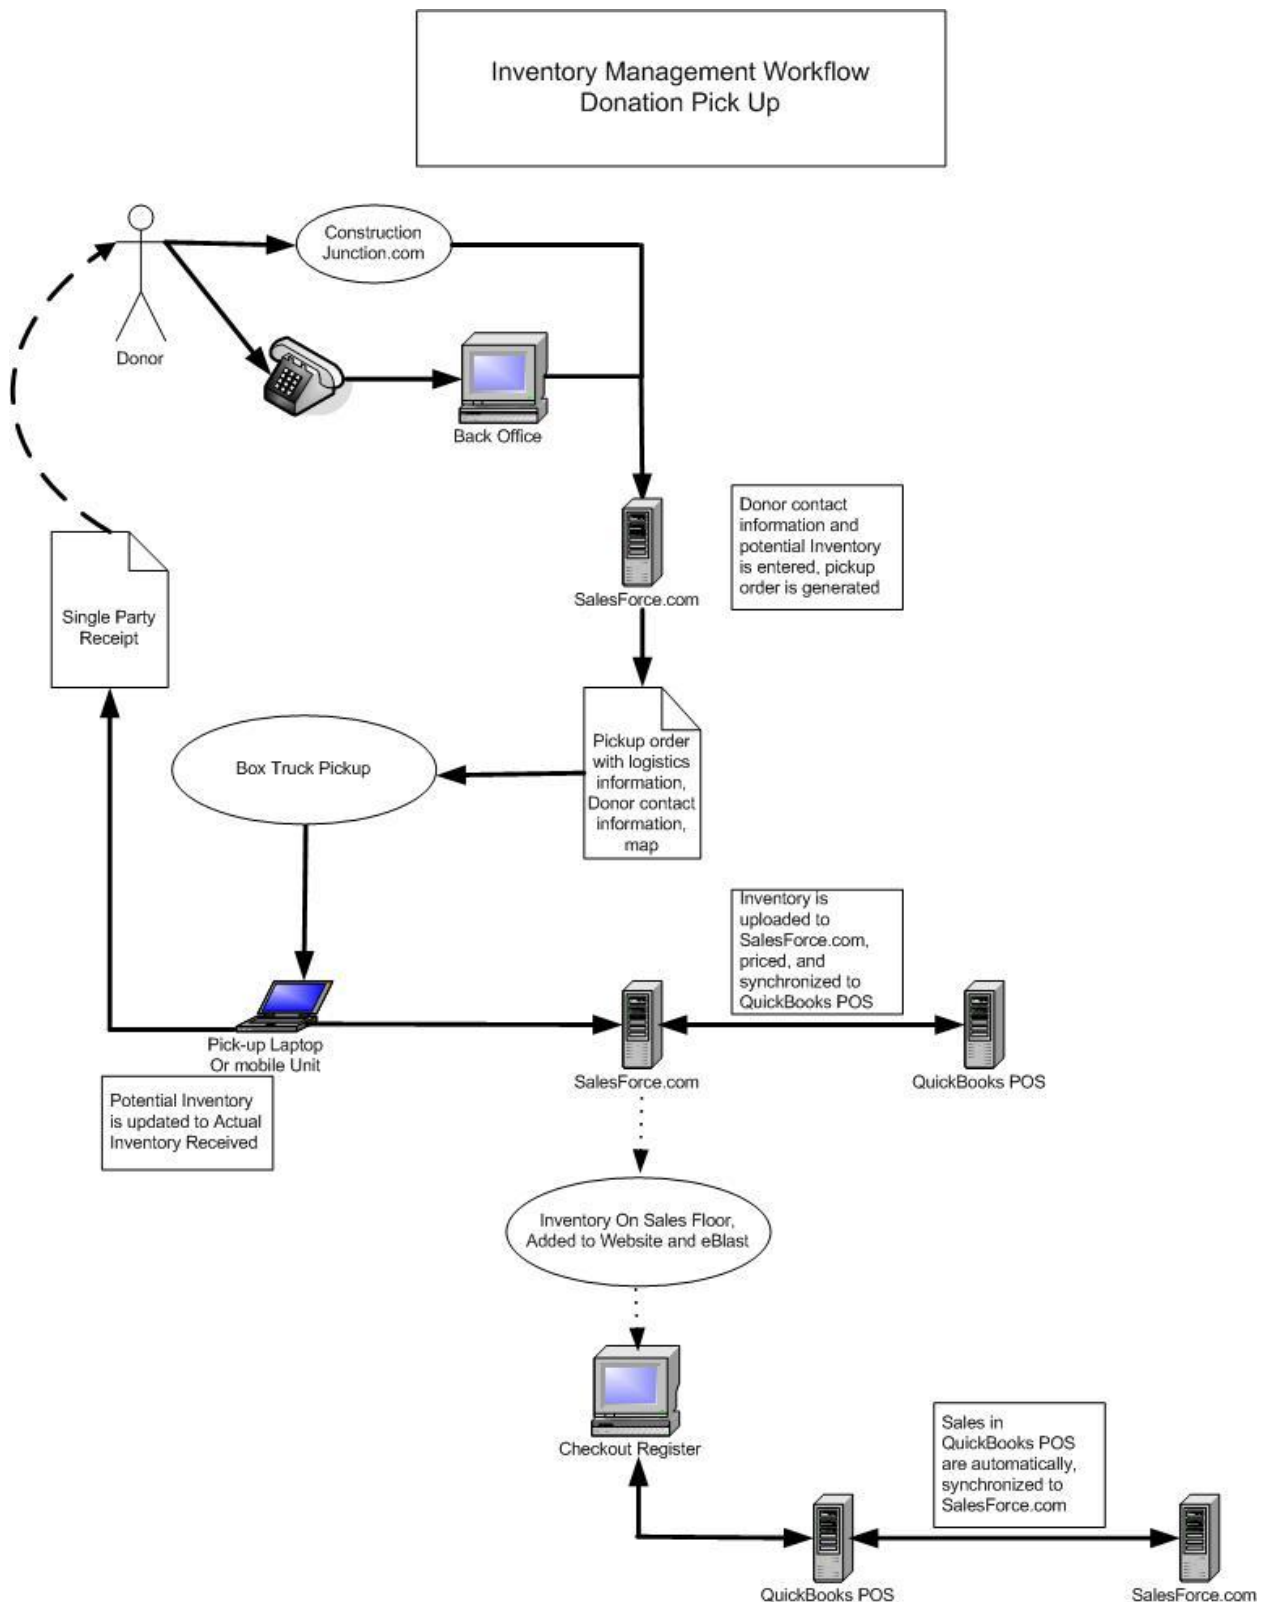 Inventory Management Workflow
Donation Pick Up
Construction
Junction.com
Donor
Back Office
Donor contact
information and
potential Inventory
is entered, pickup
order is generated
SalesForce.com
Single Party
Receipt
Pickup order
with logistics
information,
Donor contact
information,
map
Box Truck Pickup
Inventory is
uploaded to
SalesForce.com,
priced, and
synchronized to
QuickBooks POS
Pick-up Laptop
Or mobile Unit
SalesForce.com
QuickBooks POS
Potential Inventory
is updated to Actual
Inventory Received
Inventory On Sales Floor,
Added to Website and eBlast
Checkout Register
Sales in
QuickBooks POS
are automatically,
synchronized to
SalesForce.com
QuickBooks POS
SalesForce.com